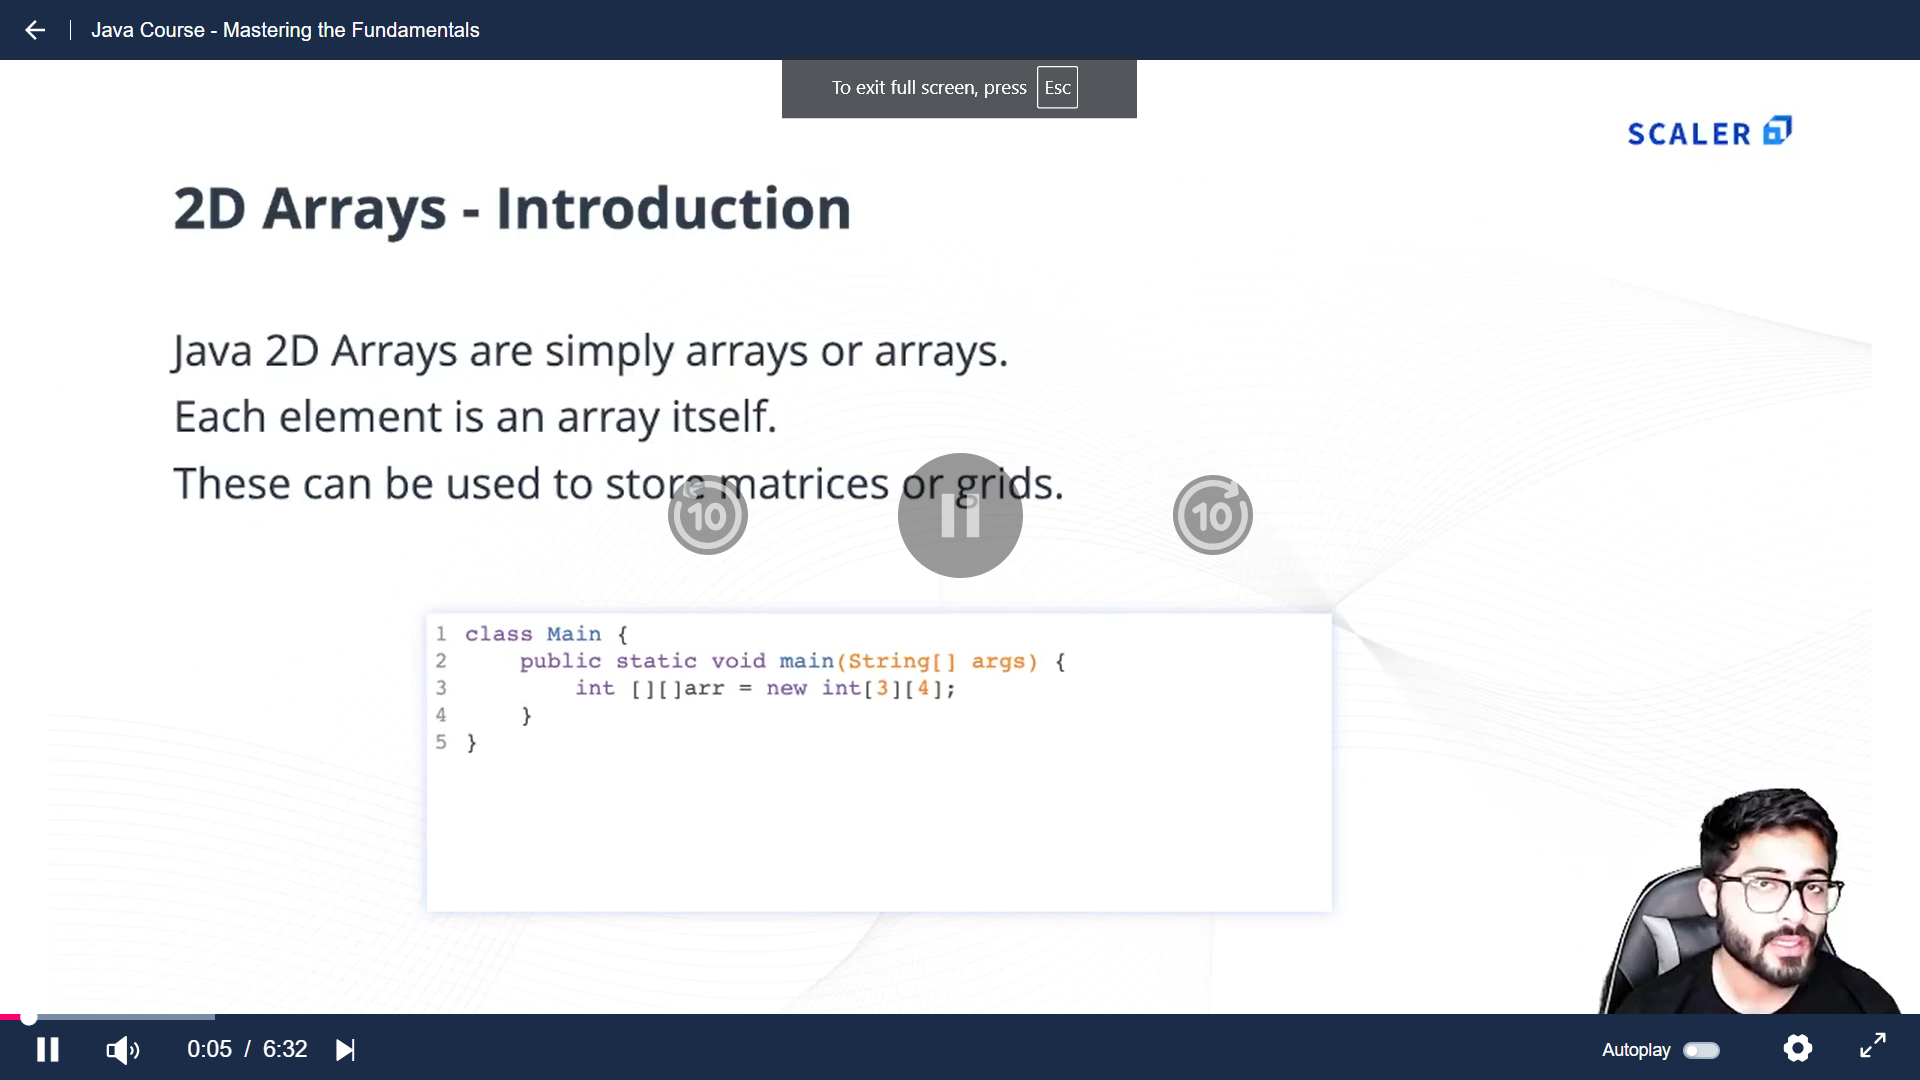 Java Course - Mastering the Fundamentals
To exit full screen, press Esc
SCALER
2D Arrays - Introduction
Java 2D Arrays are simply arrays or arrays.
Each element is an array itself.
These can be used to store matrices or grids.
10
10
1 class Main {
2 public static void main(String[] args) {
3 int [][]arr = new int[3][4];
4 }
5 }
0:05 / 6:32
Autoplay